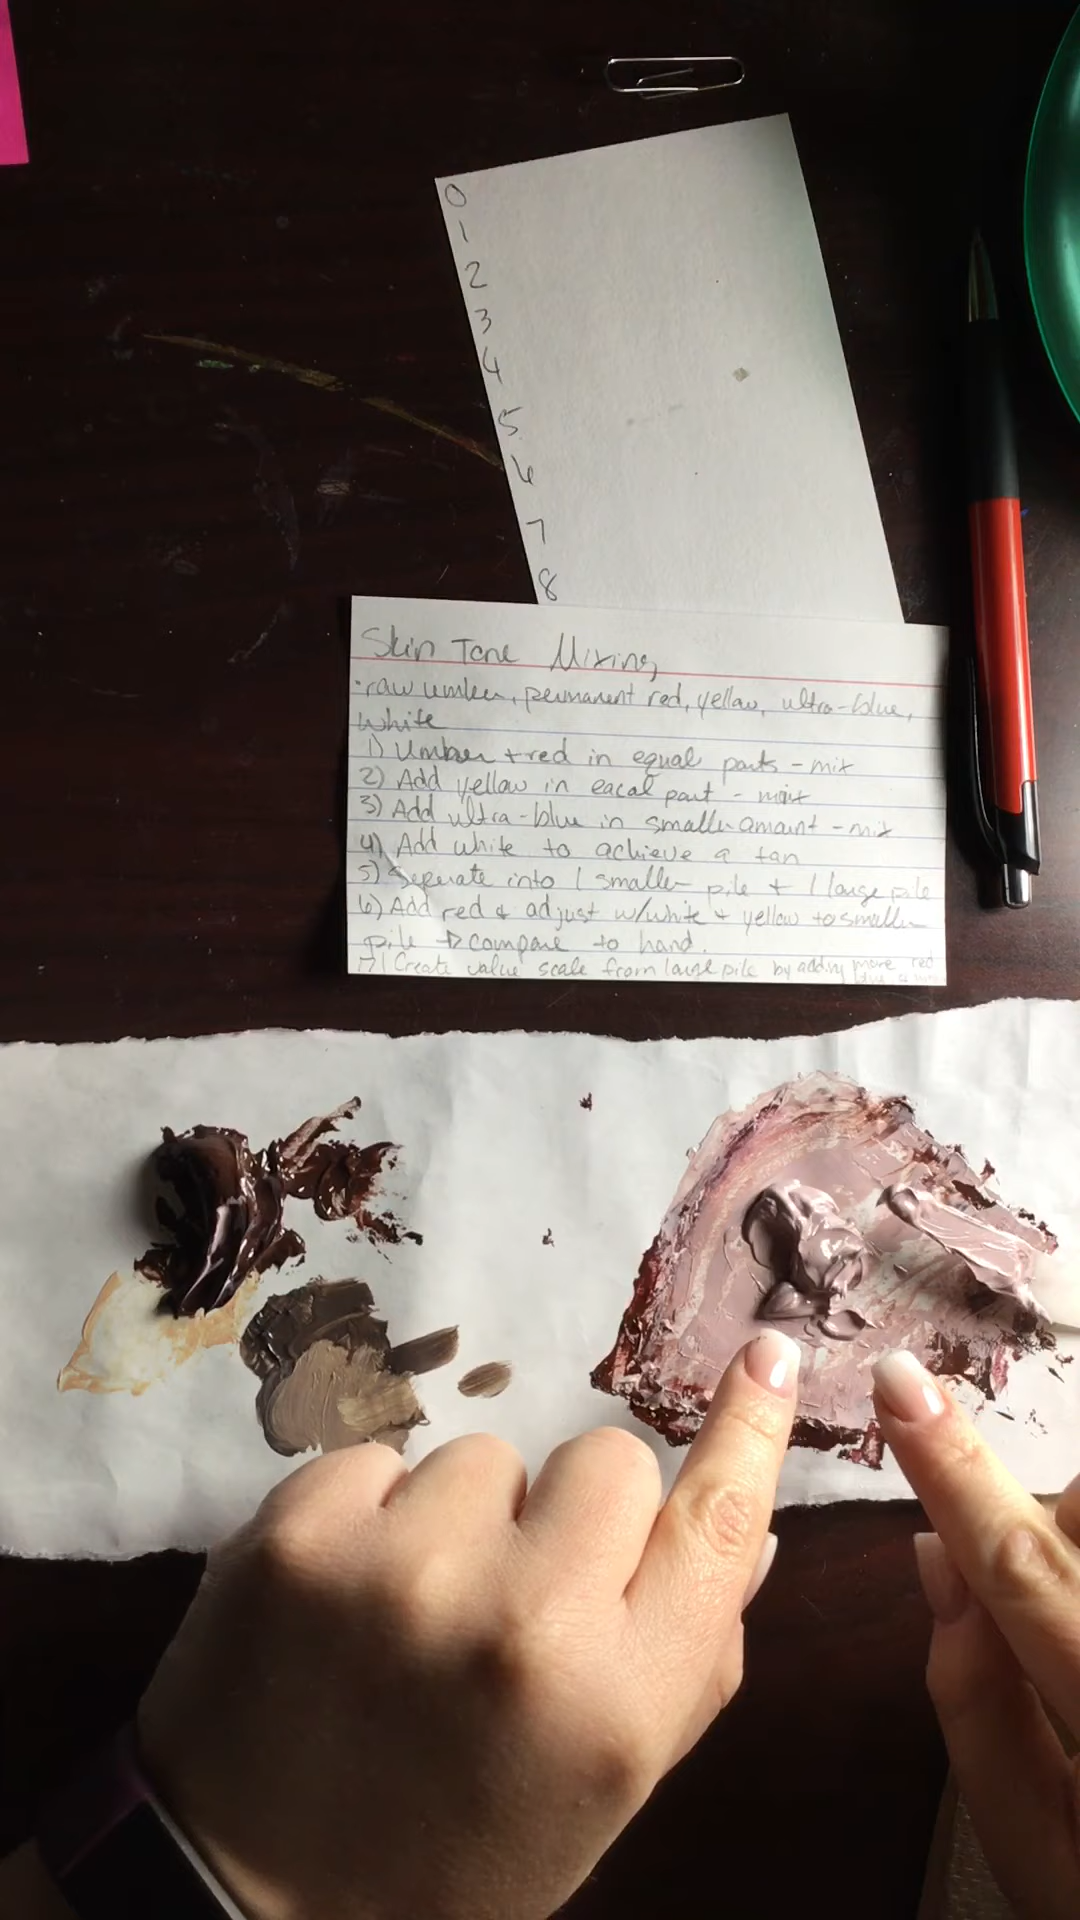 0
1
2
3
4
5
6
7
8
Skin Tone Mixing
·raw umber, permanent red, yellow, ultra-blue,
white
1) Umber + red in equal parts - mix
2) Add yellow in eacal part - mix
3) Add ultra-blue in smaller amount - mix
4) Add white to achieve a tan
5) Seperate into 1 smaller pile + 1 large pile
6) Add red & adjust w/white + yellow to smaller
pile → compare to hand.
7) Create value scale from large pile by adding more red
blue